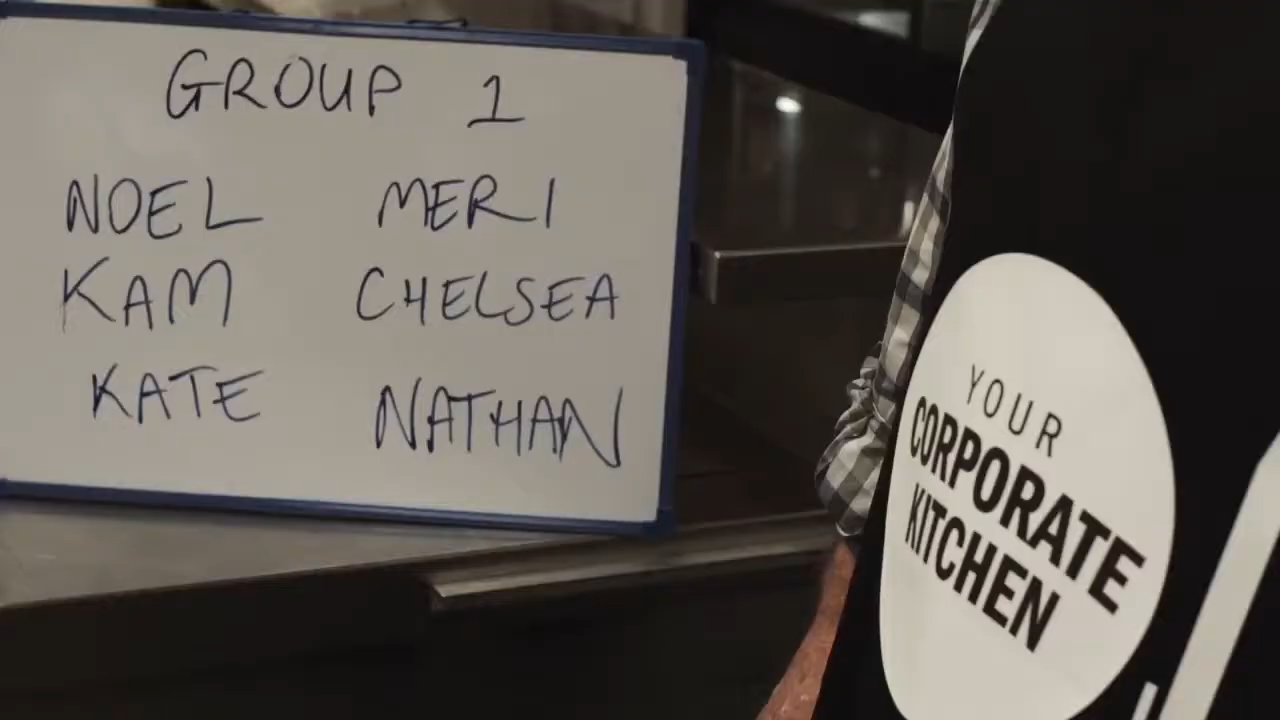 GROUP 1
NOEL MERI
KAM CHELSEA
KATE NATHAN
YOUR
CORPORATE
KITCHEN